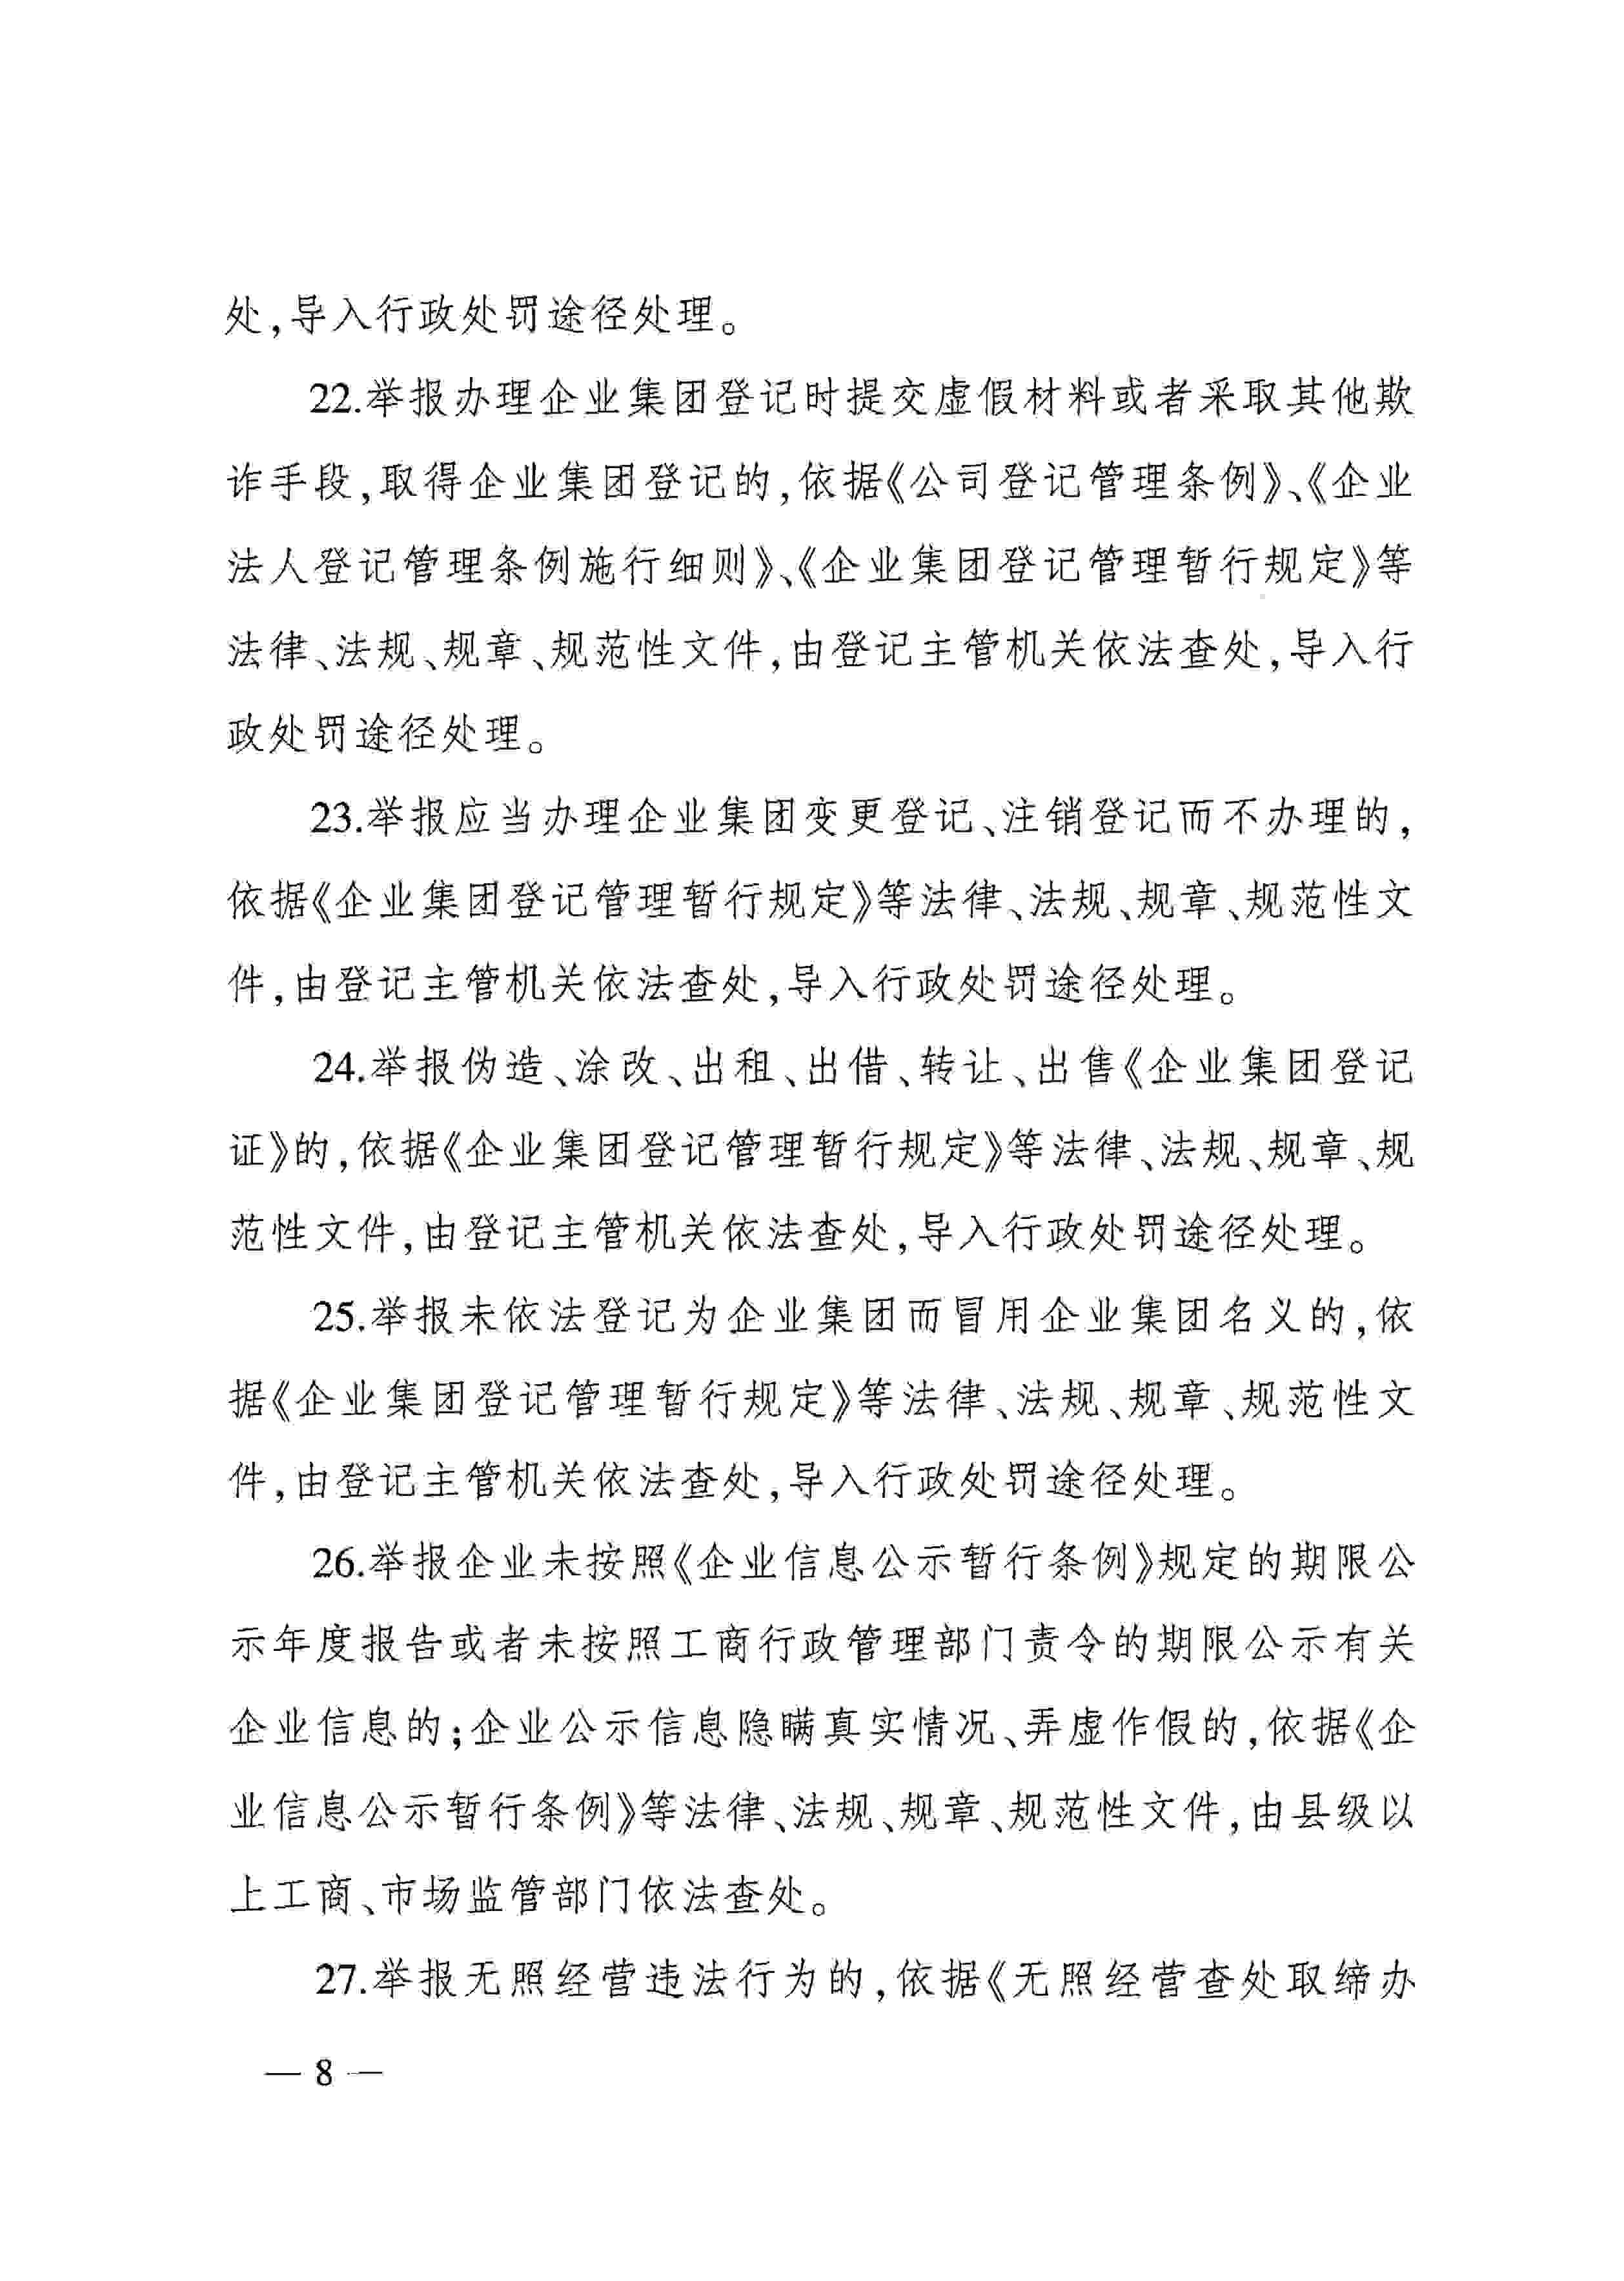 处,导入行政处罚途径处理。
22.举报办理企业集团登记时提交虚假材料或者采取其他欺
诈手段,取得企业集团登记的,依据《公司登记管理条例》、《企业
法人登记管理条例施行细则》、《企业集团登记管理暂行规定》等
法律、法规、规章、规范性文件,由登记主管机关依法查处,导入行
政处罚途径处理。
23.举报应当办理企业集团变更登记、注销登记而不办理的,
依据《企业集团登记管理暂行规定》等法律、法规、规章、规范性文
件,由登记主管机关依法查处,导入行政处罚途径处理。
24.举报伪造、涂改、出租、出借、转让、出售《企业集团登记
证》的,依据《企业集团登记管理暂行规定》等法律、法规、规章、规
范性文件,由登记主管机关依法查处,导入行政处罚途径处理。
25.举报未依法登记为企业集团而冒用企业集团名义的,依
据《企业集团登记管理暂行规定》等法律、法规、规章、规范性文
件,由登记主管机关依法查处,导入行政处罚途径处理。
26.举报企业未按照《企业信息公示暂行条例》规定的期限公
示年度报告或者未按照工商行政管理部门责令的期限公示有关
企业信息的;企业公示信息隐瞒真实情况、弄虚作假的,依据《企
业信息公示暂行条例》等法律、法规、规章、规范性文件,由县级以
上工商、市场监管部门依法查处。
27.举报无照经营违法行为的,依据《无照经营查处取缔办
— 8 —